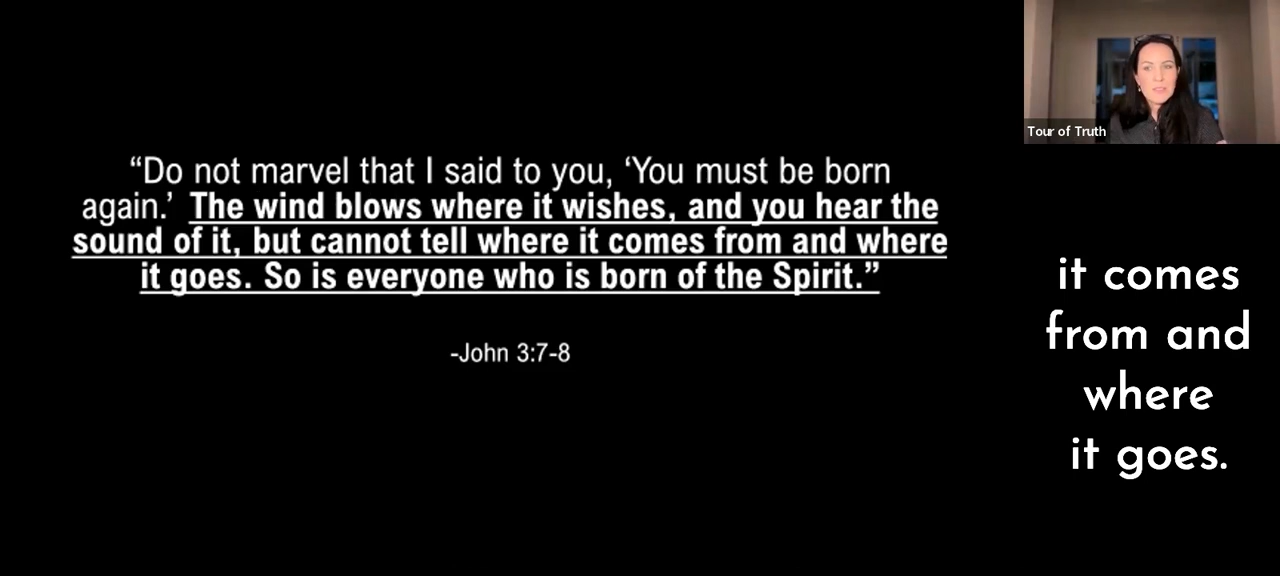 “Do not marvel that I said to you, ‘You must be born
again.’ The wind blows where it wishes, and you hear the
sound of it, but cannot tell where it comes from and where
it goes. So is everyone who is born of the Spirit.”
-John 3:7-8
Tour of Truth
it comes
from and
where
it goes.